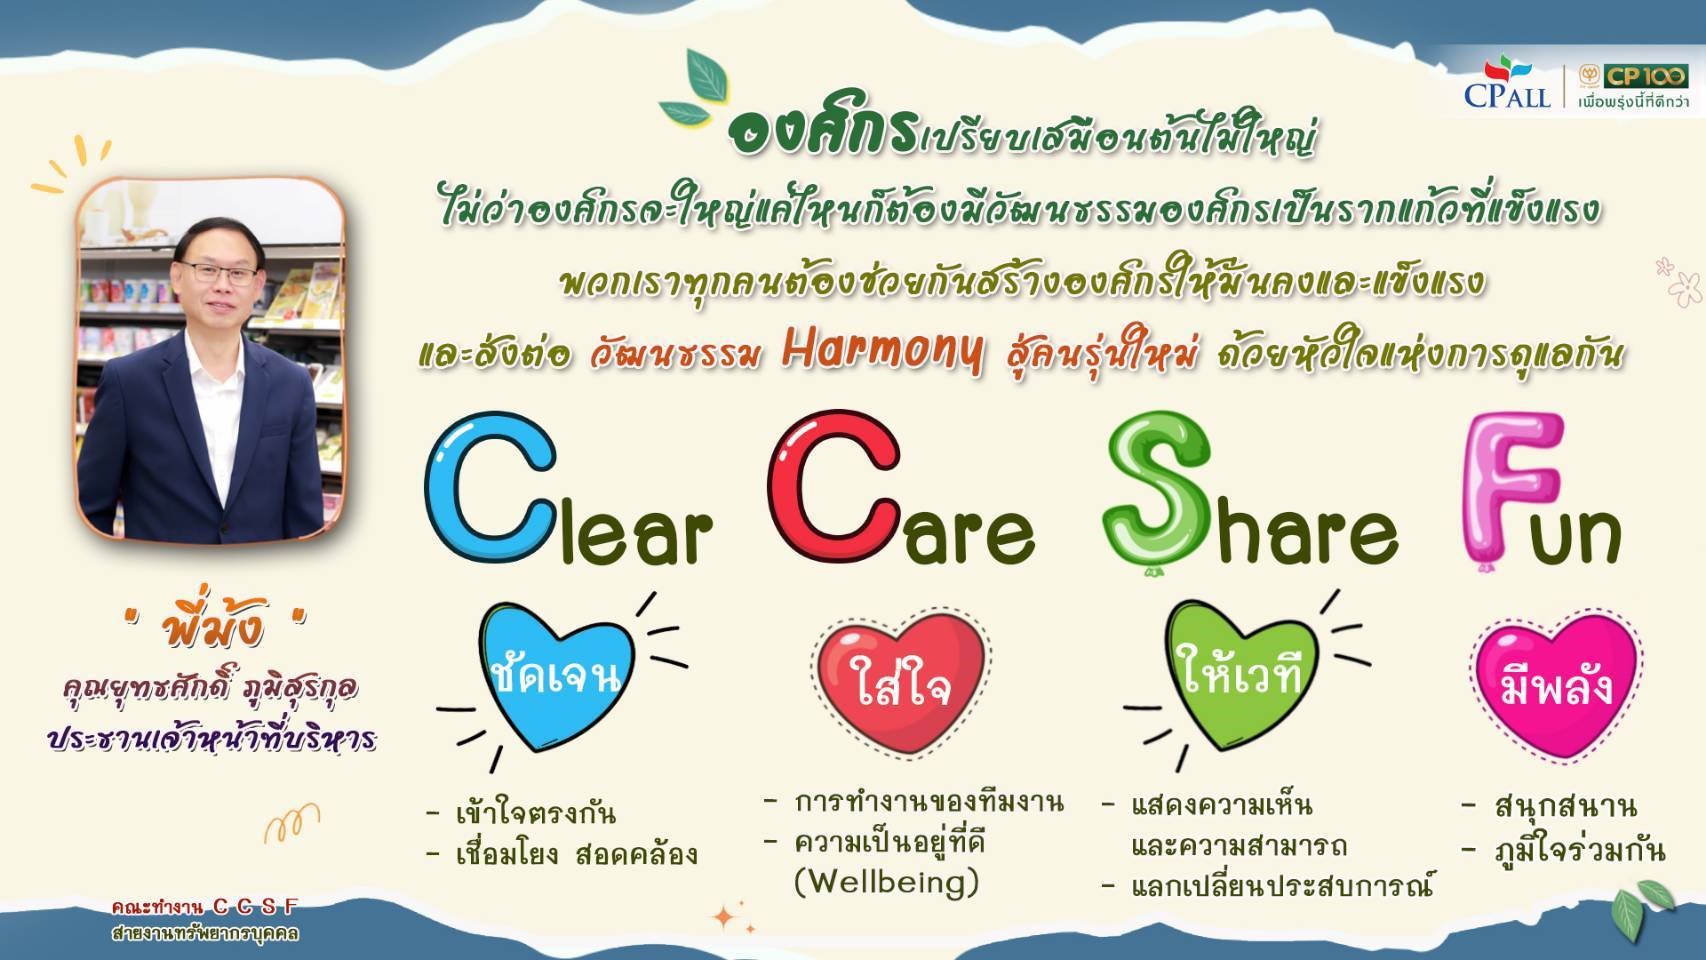 CPALL
CP100
เพื่อพรุ่งนี้ที่ดีกว่า
องค์กรเปรียบเสมือนต้นไม้ใหญ่
ไม่ว่าองค์กรจะใหญ่แค่ไหนก็ต้องมีวัฒนธรรมองค์กรเป็นรากแก้วที่แข็งแรง
พวกเราทุกคนต้องช่วยกันสร้างองค์กรให้มั่นคงและแข็งแรง
และส่งต่อ วัฒนธรรม Harmony สู่คนรุ่นใหม่ ด้วยหัวใจแห่งการดูแลกัน
" พี่ม้ง "
คุณยุทธศักดิ์ ภูมิสุรกุล
ประธานเจ้าหน้าที่บริหาร
Clear
ชัดเจน
- เข้าใจตรงกัน
- เชื่อมโยง สอดคล้อง
Care
ใส่ใจ
- การทำงานของทีมงาน
- ความเป็นอยู่ที่ดี
(Wellbeing)
Share
ให้เวที
- แสดงความเห็น
และความสามารถ
- แลกเปลี่ยนประสบการณ์
Fun
มีพลัง
- สนุกสนาน
- ภูมิใจร่วมกัน
คณะทำงาน C C S F
สายงานทรัพยากรบุคคล